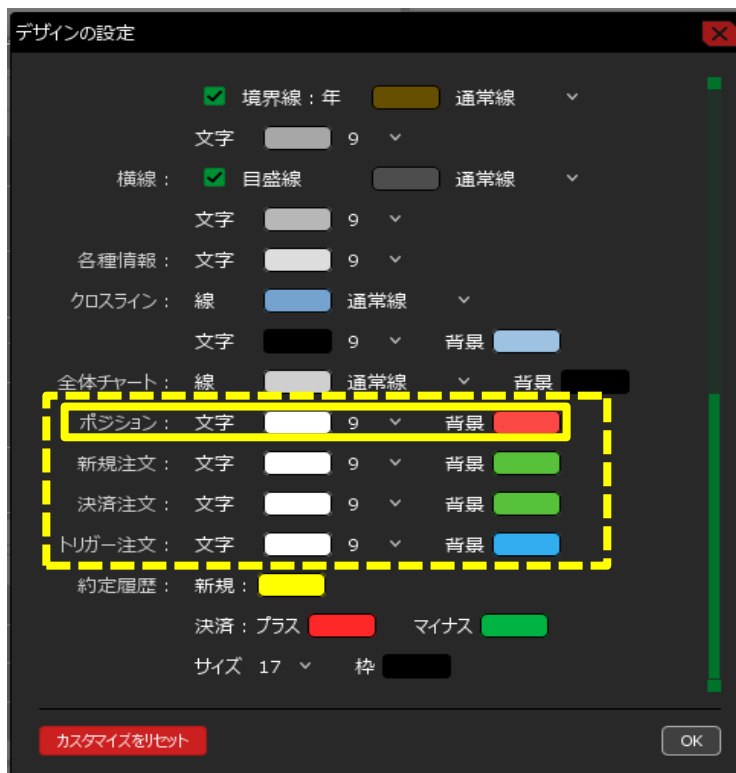 デザインの設定
境界線：年 通常線
文字 9
横線： 目盛線 通常線
文字 9
各種情報： 文字 9
クロスライン： 線 通常線
文字 9 背景
全体チャート： 線 通常線 背景
ポジション： 文字 9 背景
新規注文： 文字 9 背景
決済注文： 文字 9 背景
トリガー注文： 文字 9 背景
約定履歴： 新規：
決済：プラス マイナス
サイズ 17 枠
カスタマイズをリセット OK